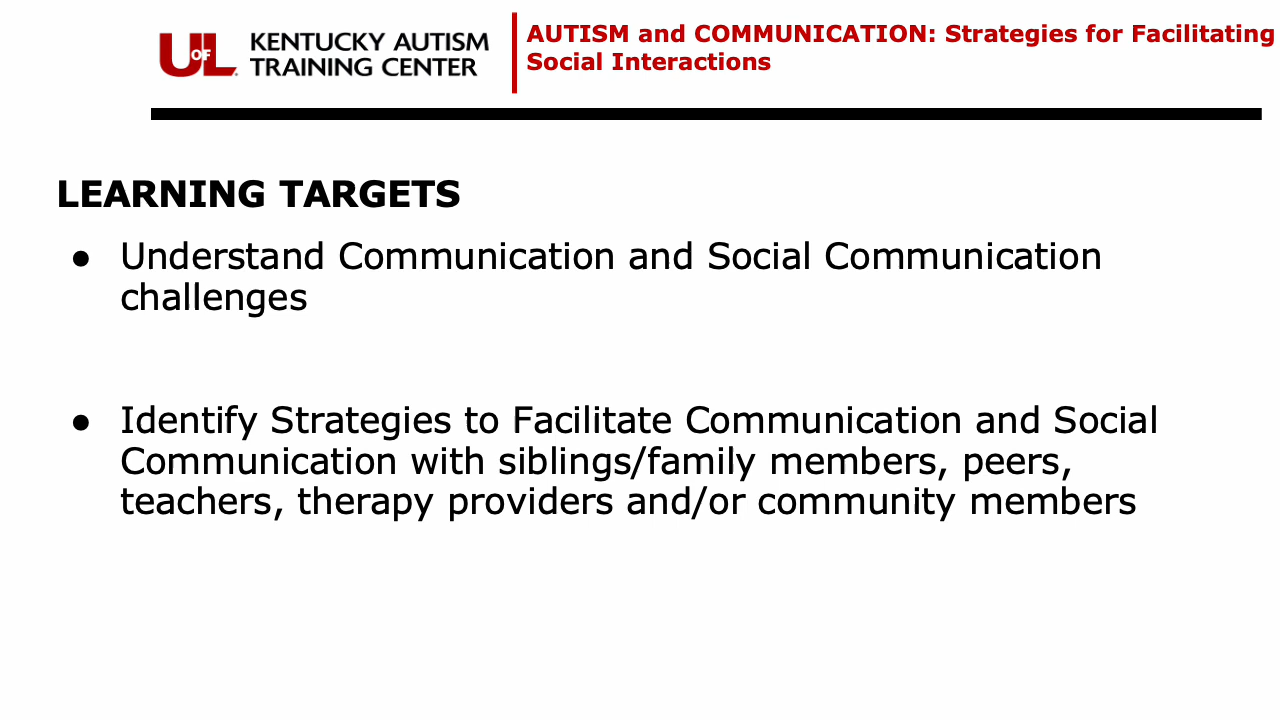 UofL
KENTUCKY AUTISM
TRAINING CENTER
AUTISM and COMMUNICATION: Strategies for Facilitating
Social Interactions
LEARNING TARGETS
● Understand Communication and Social Communication
challenges
● Identify Strategies to Facilitate Communication and Social
Communication with siblings/family members, peers,
teachers, therapy providers and/or community members